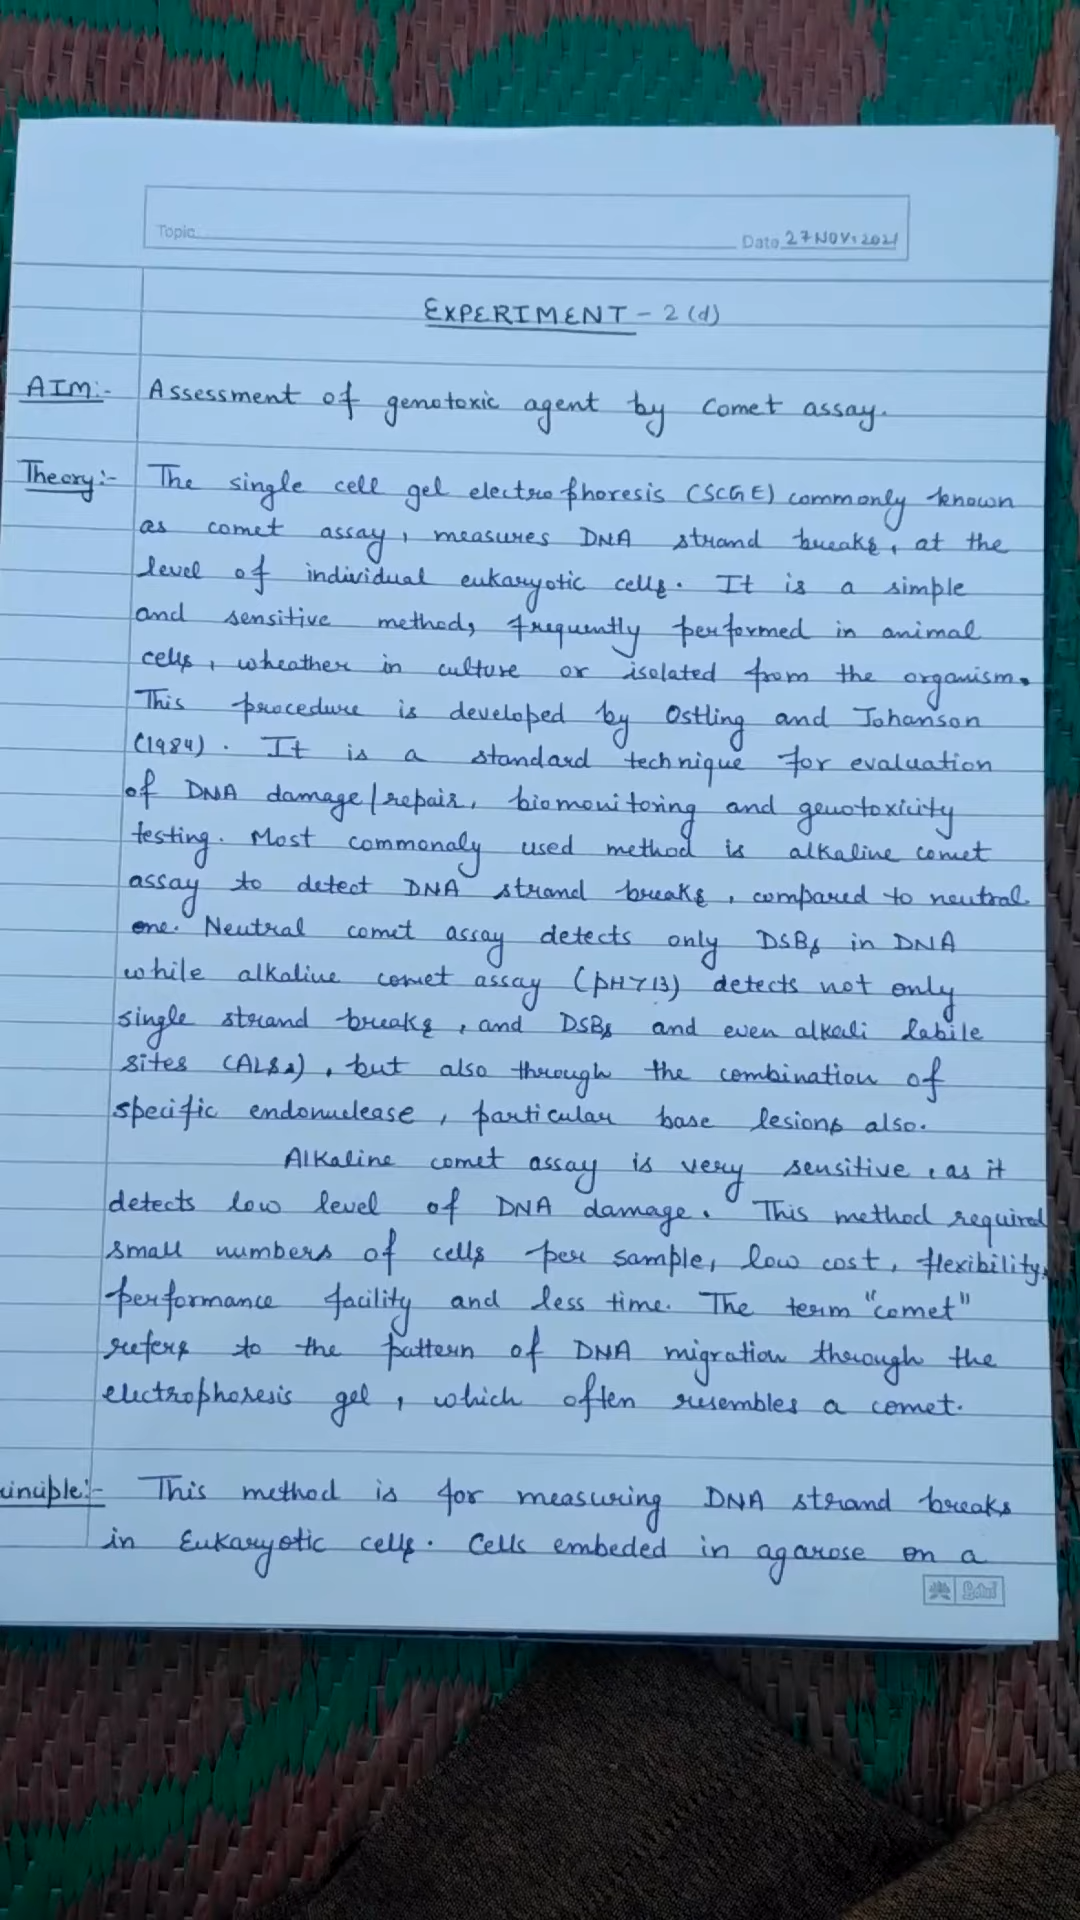 Topic
Date 27 NOV, 2021
EXPERIMENT - 2 (d)
AIM:- Assessment of genotoxic agent by Comet assay.
Theory:- The single cell gel electrophoresis (SCGE) commonly known
as comet assay, measures DNA strand breaks, at the
level of individual eukaryotic cells. It is a simple
and sensitive method, frequently performed in animal
cells, wheather in culture or isolated from the organism.
This procedure is developed by Ostling and Johanson
(1984). It is a standard technique for evaluation
of DNA damage/repair, biomonitoring and genotoxicity
testing. Most commonaly used method is alkaline comet
assay to detect DNA strand breaks, compared to neutral
one. Neutral comet assay detects only DSBs in DNA
while alkaline comet assay (pH>13) detects not only
single strand breaks, and DSBs and even alkali labile
sites (ALSs), but also through the combination of
specific endonuclease, particular base lesions also.
Alkaline comet assay is very sensitive, as it
detects low level of DNA damage. This method required
small numbers of cells per sample, low cost, flexibility,
performance facility and less time. The term "comet"
refers to the pattern of DNA migration through the
electrophoresis gel, which often resembles a comet.
inciple:- This method is for measuring DNA strand breaks
in Eukaryotic cells. Cells embeded in agarose on a